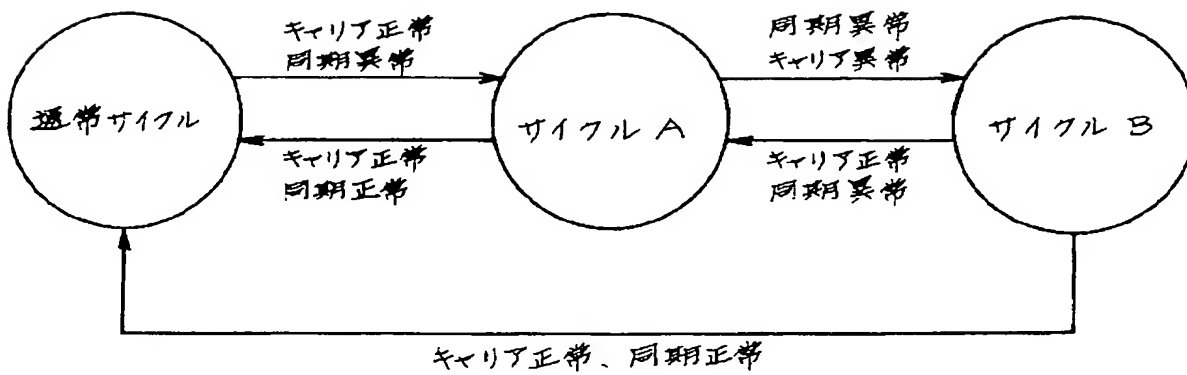 キャリア正常
同期異常
同期異常
キャリア異常
通常サイクル
サイクル A
サイクル B
キャリア正常
同期正常
キャリア正常
同期異常
キャリア正常、同期正常